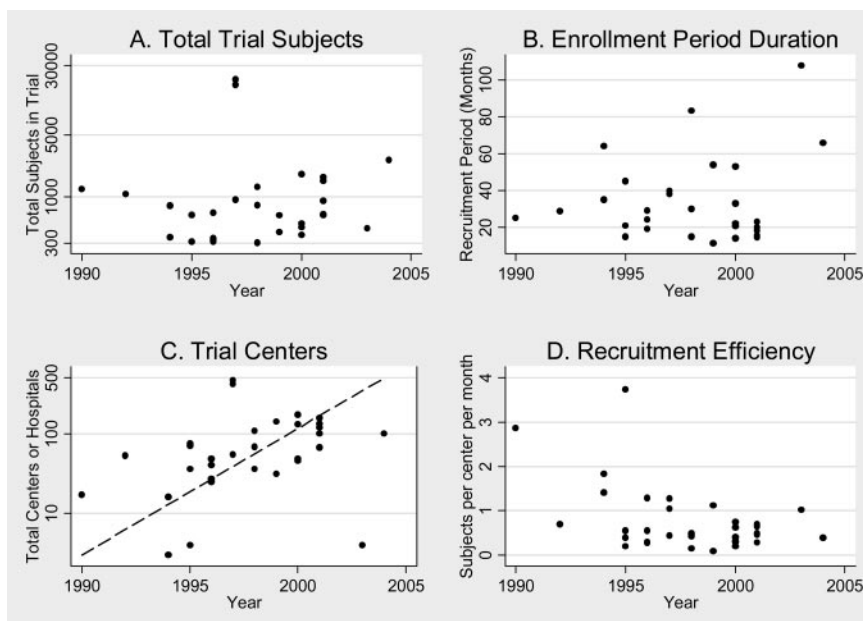 A. Total Trial Subjects
Total Subjects in Trial
30000
5000
1000
300
1990
1995
2000
2005
Year
B. Enrollment Period Duration
Recruitment Period (Months)
100
80
60
40
20
1990
1995
2000
2005
Year
C. Trial Centers
Total Centers or Hospitals
500
100
10
1990
1995
2000
2005
Year
D. Recruitment Efficiency
Subjects per center per month
4
3
2
1
0
1990
1995
2000
2005
Year